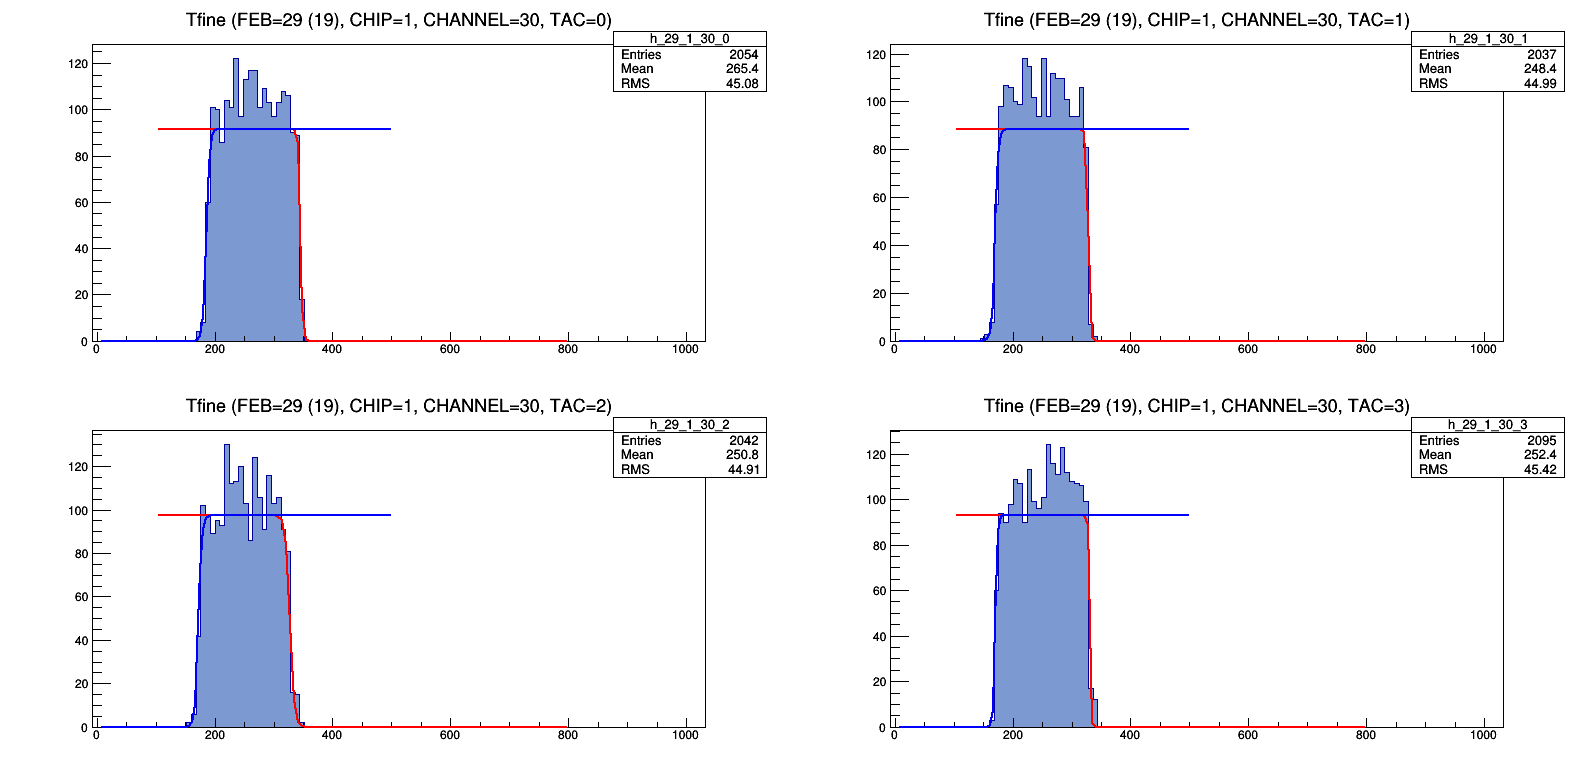 Tfine (FEB=29 (19), CHIP=1, CHANNEL=30, TAC=0)
h_29_1_30_0
Entries 2054
Mean 265.4
RMS 45.08
120
100
80
60
40
20
0
0 200 400 600 800 1000
Tfine (FEB=29 (19), CHIP=1, CHANNEL=30, TAC=1)
h_29_1_30_1
Entries 2037
Mean 248.4
RMS 44.99
120
100
80
60
40
20
0
0 200 400 600 800 1000
Tfine (FEB=29 (19), CHIP=1, CHANNEL=30, TAC=2)
h_29_1_30_2
Entries 2042
Mean 250.8
RMS 44.91
120
100
80
60
40
20
0
0 200 400 600 800 1000
Tfine (FEB=29 (19), CHIP=1, CHANNEL=30, TAC=3)
h_29_1_30_3
Entries 2095
Mean 252.4
RMS 45.42
120
100
80
60
40
20
0
0 200 400 600 800 1000